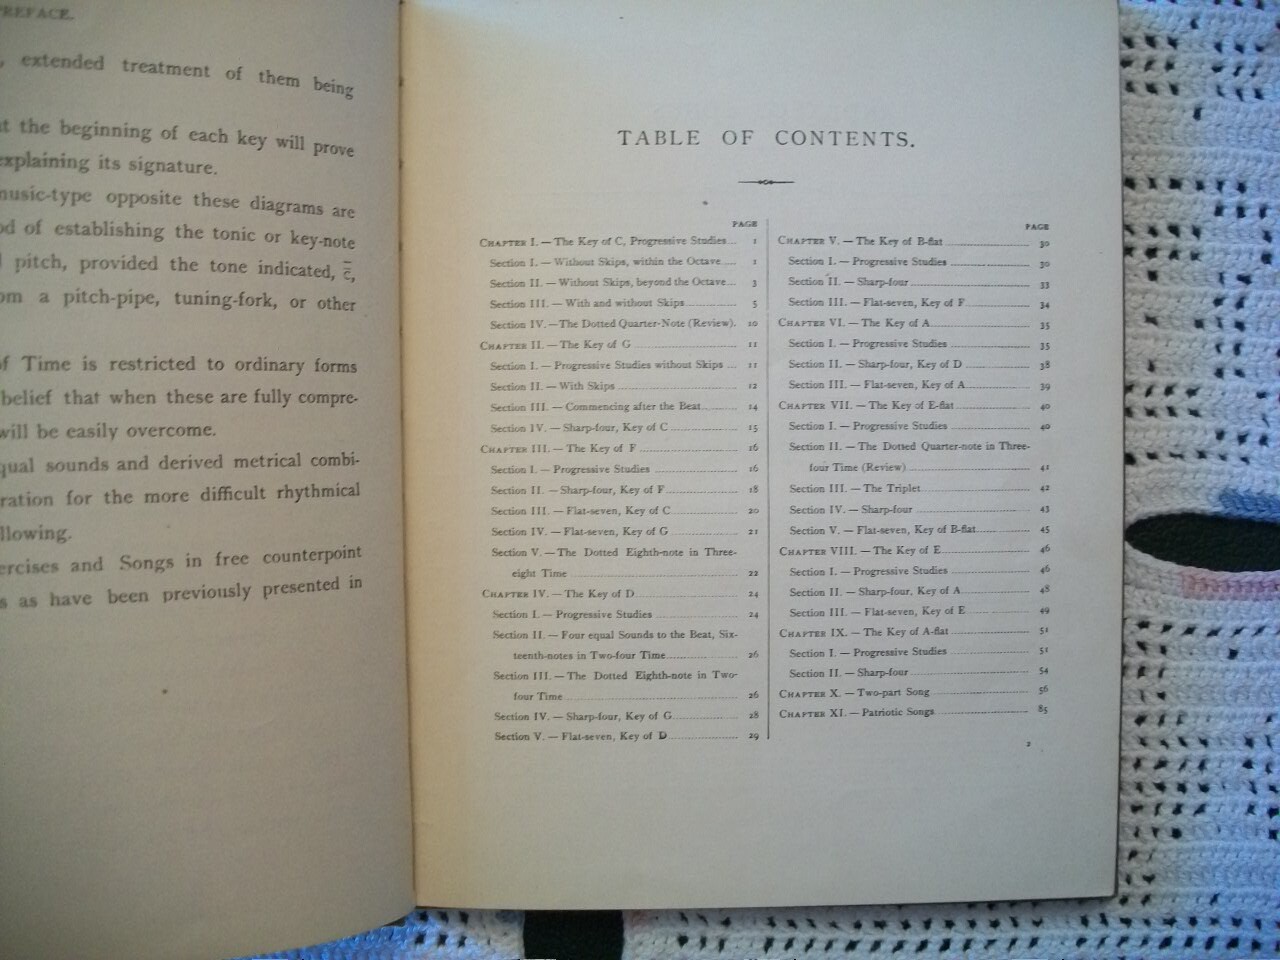 PREFACE.
, extended treatment of them being
at the beginning of each key will prove
explaining its signature.
music-type opposite these diagrams are
of establishing the tonic or key-note
pitch, provided the tone indicated, c̄,
a pitch-pipe, tuning-fork, or other
of Time is restricted to ordinary forms
belief that when these are fully compre-
will be easily overcome.
equal sounds and derived metrical combi-
for the more difficult rhythmical
exercises and Songs in free counterpoint
as have been previously presented in
TABLE OF CONTENTS.
PAGE
CHAPTER I. — The Key of C, Progressive Studies ... 1
Section I. — Without Skips, within the Octave .... 1
Section II. — Without Skips, beyond the Octave ... 3
Section III. — With and without Skips ........ 5
Section IV. — The Dotted Quarter-Note (Review). 10
CHAPTER II. — The Key of G ........ 11
Section I. — Progressive Studies without Skips ... 11
Section II. — With Skips ........ 12
Section III. — Commencing after the Beat ........ 14
Section IV. — Sharp-four, Key of C ........ 15
CHAPTER III. — The Key of F ........ 16
Section I. — Progressive Studies ........ 16
Section II. — Sharp-four, Key of F ........ 18
Section III. — Flat-seven, Key of C ........ 20
Section IV. — Flat-seven, Key of G ........ 21
Section V. — The Dotted Eighth-note in Three-
eight Time ........ 22
CHAPTER IV. — The Key of D ........ 24
Section I. — Progressive Studies ........ 24
Section II. — Four equal Sounds to the Beat, Six-
teenth-notes in Two-four Time ........ 26
Section III. — The Dotted Eighth-note in Two-
four Time ........ 26
Section IV. — Sharp-four, Key of G ........ 28
Section V. — Flat-seven, Key of D ........ 29
PAGE
CHAPTER V. — The Key of B-flat ........ 30
Section I. — Progressive Studies ........ 30
Section II. — Sharp-four ........ 33
Section III. — Flat-seven, Key of F ........ 34
CHAPTER VI. — The Key of A ........ 35
Section I. — Progressive Studies ........ 35
Section II. — Sharp-four, Key of D ........ 38
Section III. — Flat-seven, Key of A ........ 39
CHAPTER VII. — The Key of E-flat ........ 40
Section I. — Progressive Studies ........ 40
Section II. — The Dotted Quarter-note in Three-
four Time (Review) ........ 41
Section III. — The Triplet ........ 42
Section IV. — Sharp-four ........ 43
Section V. — Flat-seven, Key of B-flat ........ 45
CHAPTER VIII. — The Key of E ........ 46
Section I. — Progressive Studies ........ 46
Section II. — Sharp-four, Key of A ........ 48
Section III. — Flat-seven, Key of E ........ 49
CHAPTER IX. — The Key of A-flat ........ 51
Section I. — Progressive Studies ........ 51
Section II. — Sharp-four ........ 54
CHAPTER X. — Two-part Song ........ 56
CHAPTER XI. — Patriotic Songs ........ 85
2